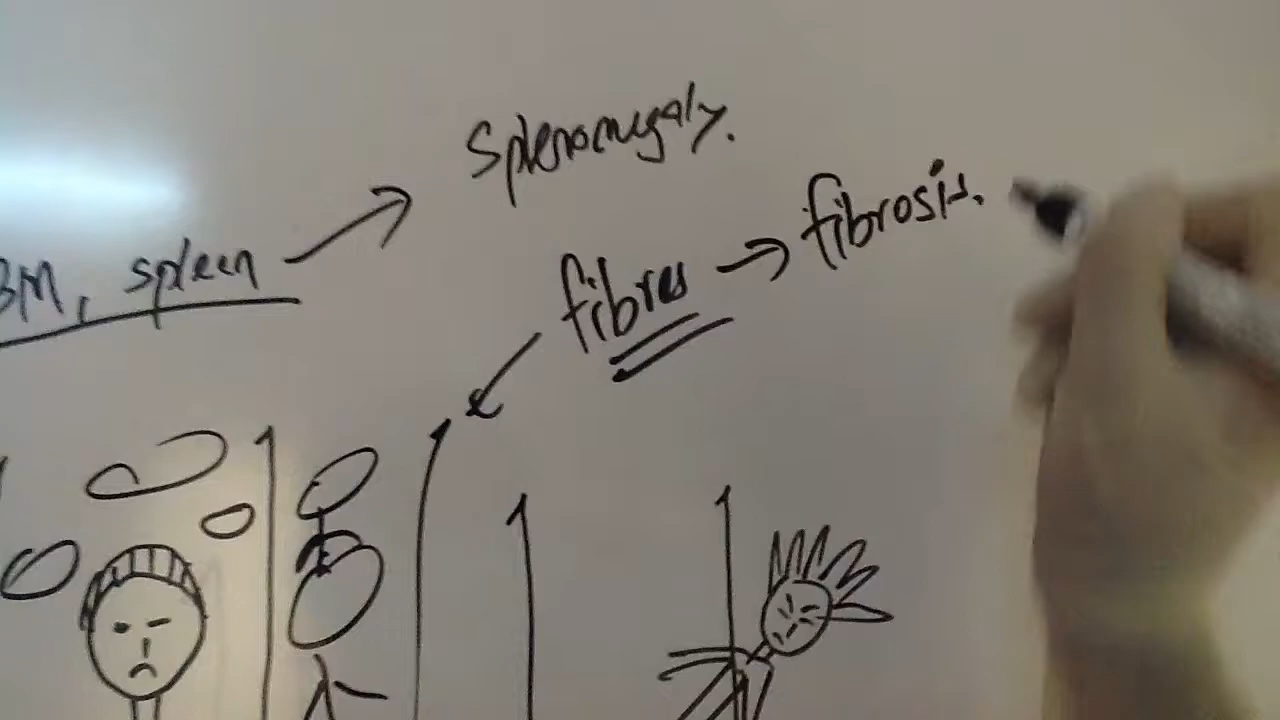 Splenomegaly.
BM, spleen
fibres → fibrosis.